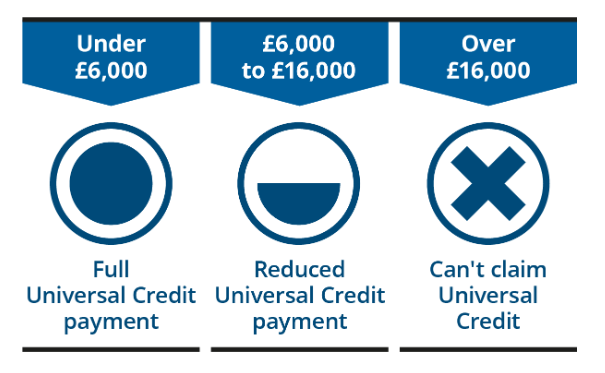 Under
£6,000
£6,000
to £16,000
Over
£16,000
Full
Universal Credit
payment
Reduced
Universal Credit
payment
Can't claim
Universal
Credit